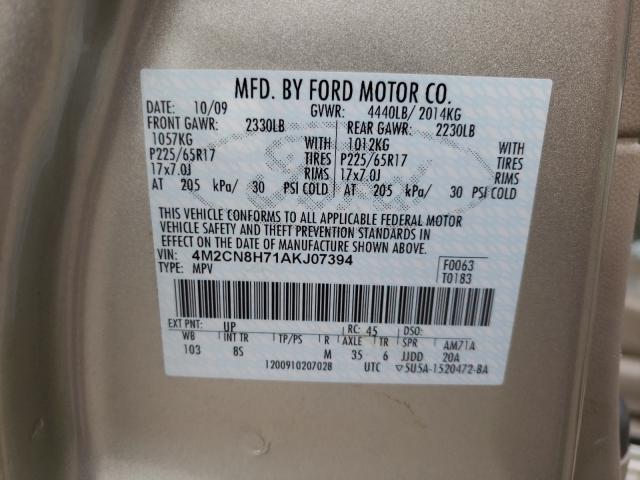 MFD. BY FORD MOTOR CO.
DATE: 10/09 GVWR: 4440LB/ 2014KG
FRONT GAWR: 2330LB REAR GAWR: 2230LB
1057KG WITH 1012KG WITH
P225/65R17 TIRES P225/65R17 TIRES
17x7.0J RIMS 17x7.0J RIMS
AT 205 kPa/ 30 PSI COLD AT 205 kPa/ 30 PSI COLD
THIS VEHICLE CONFORMS TO ALL APPLICABLE FEDERAL MOTOR
VEHICLE SAFETY AND THEFT PREVENTION STANDARDS IN
EFFECT ON THE DATE OF MANUFACTURE SHOWN ABOVE.
VIN: 4M2CN8H71AKJ07394 F0063
TYPE: MPV T0183
EXT PNT: UP RC: 45 DSO:
WB INT TR TP/PS R AXLE TR SPR AM71A
103 8S M 35 6 JJDD 20A
1200910207028 UTC ▽5U5A-1520472-BA